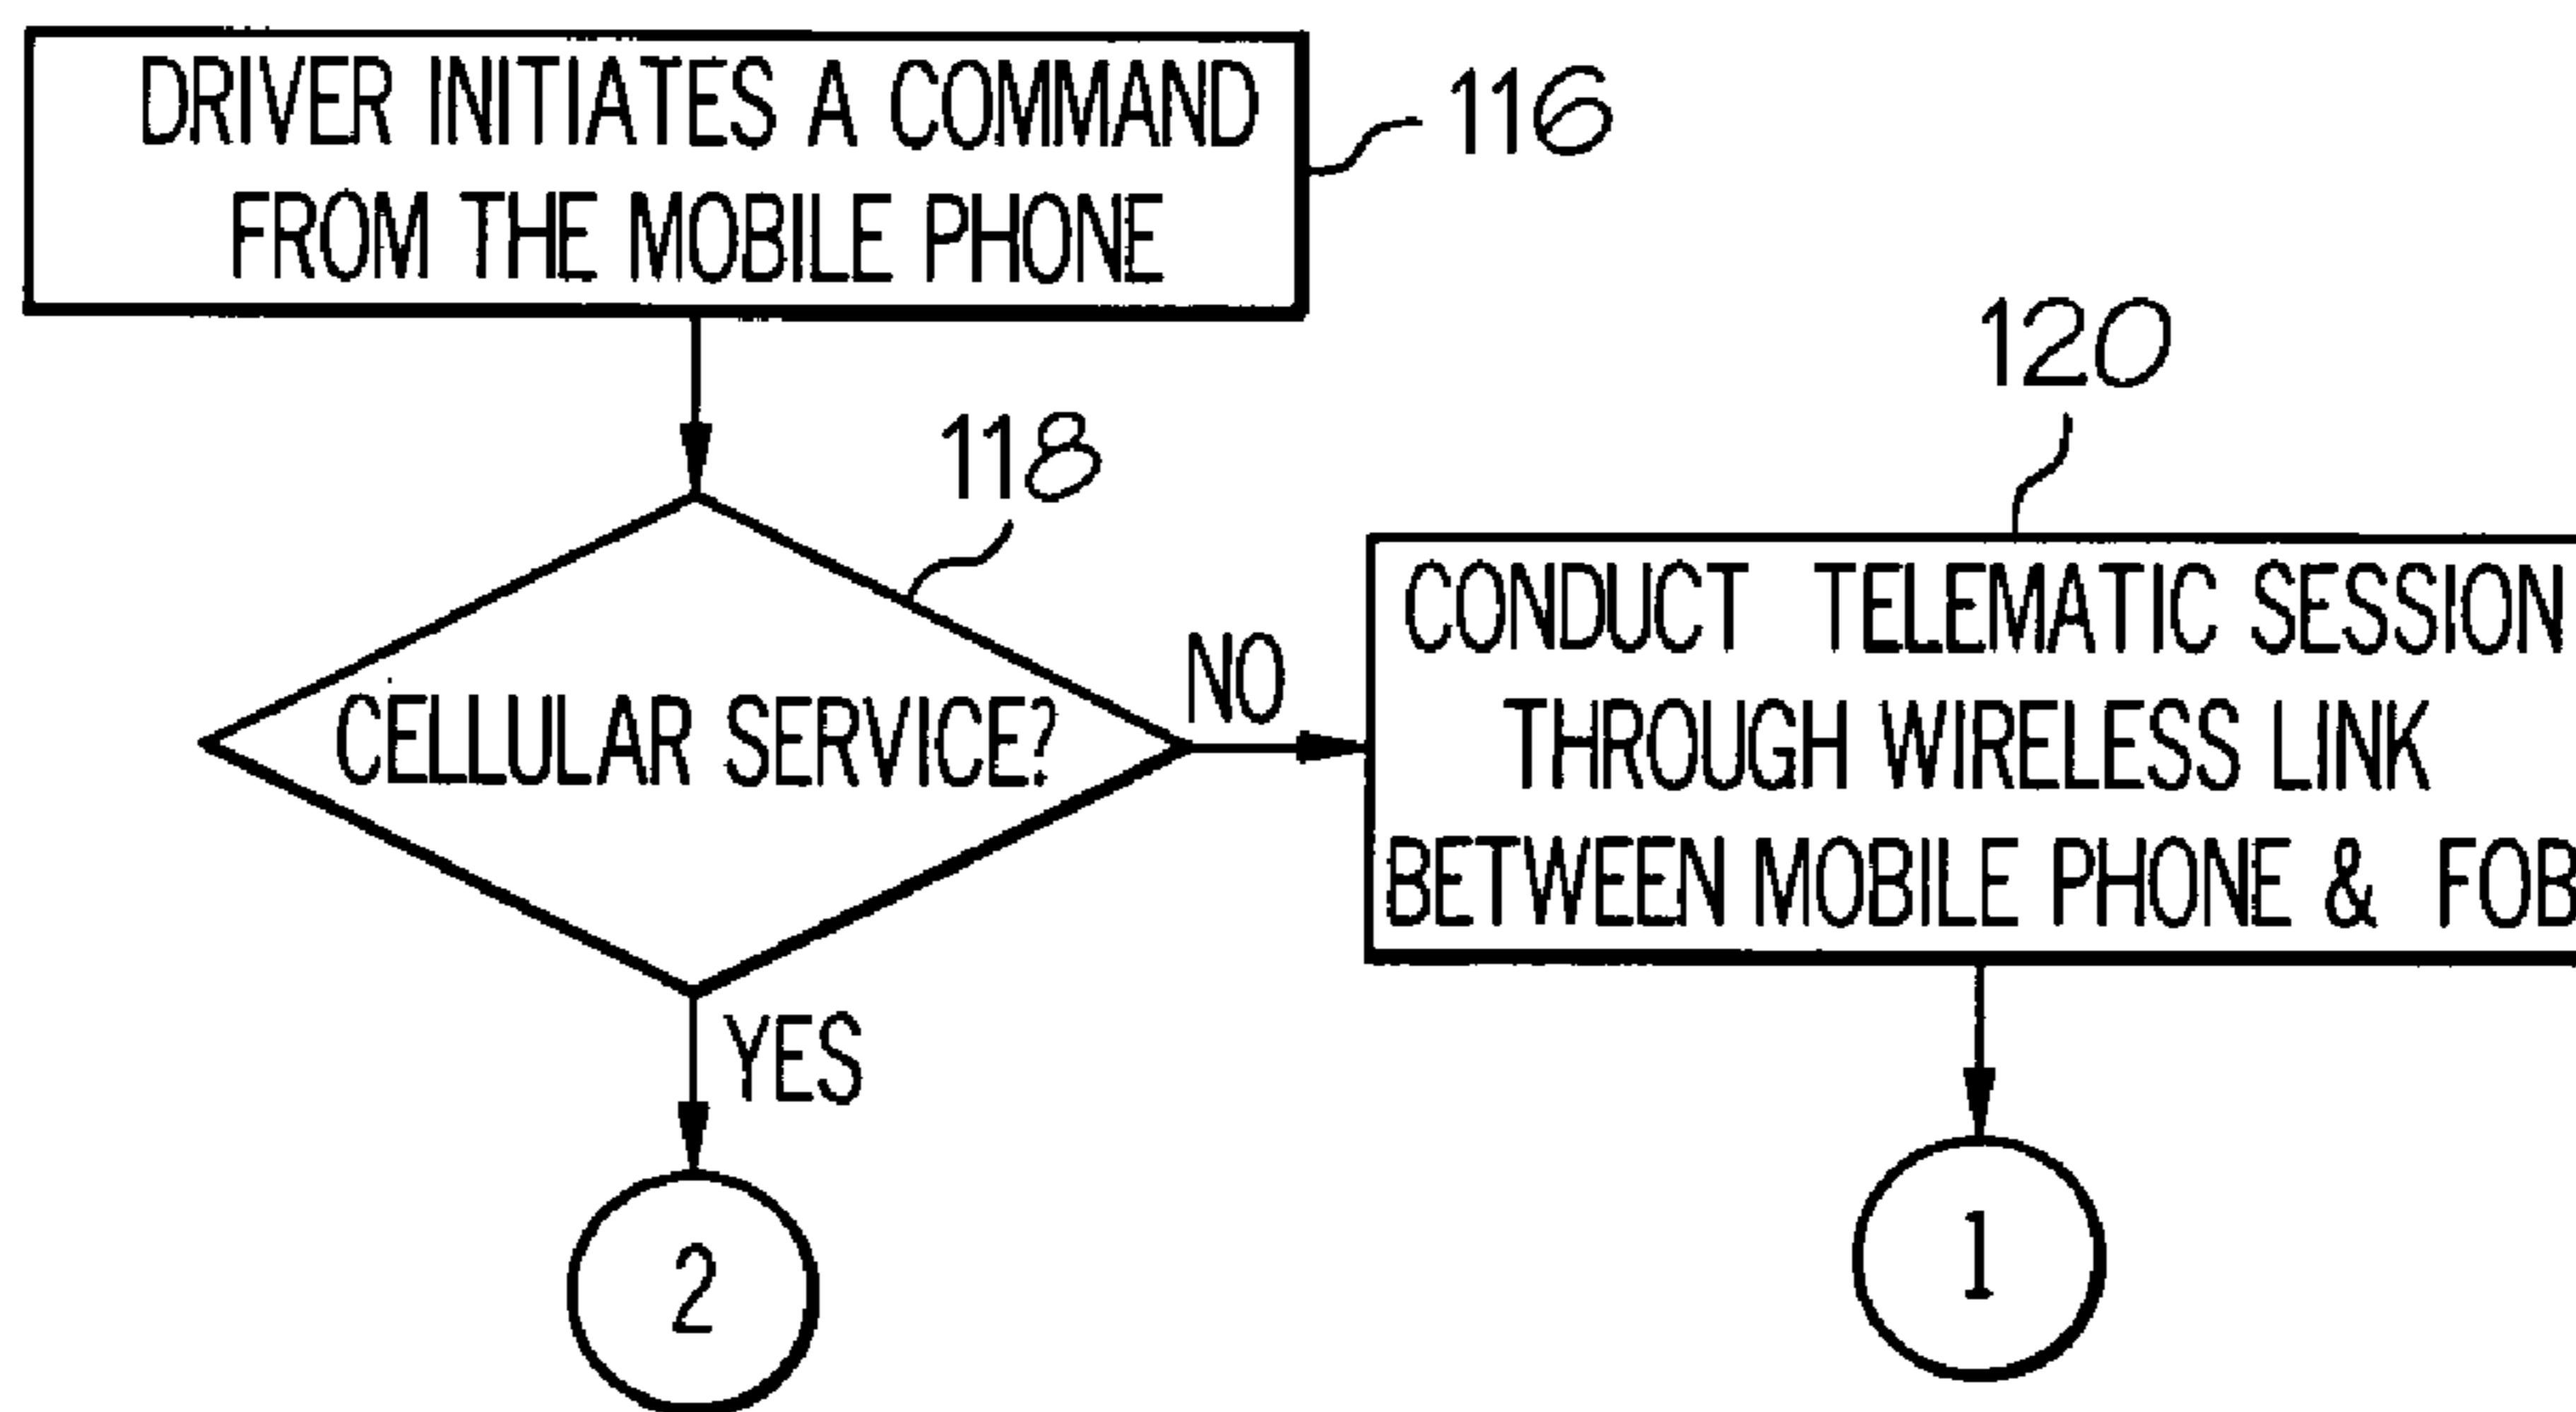 DRIVER INITIATES A COMMAND
FROM THE MOBILE PHONE
116
118
120
CELLULAR SERVICE?
NO
CONDUCT TELEMATIC SESSION
THROUGH WIRELESS LINK
BETWEEN MOBILE PHONE & FOB
YES
2
1